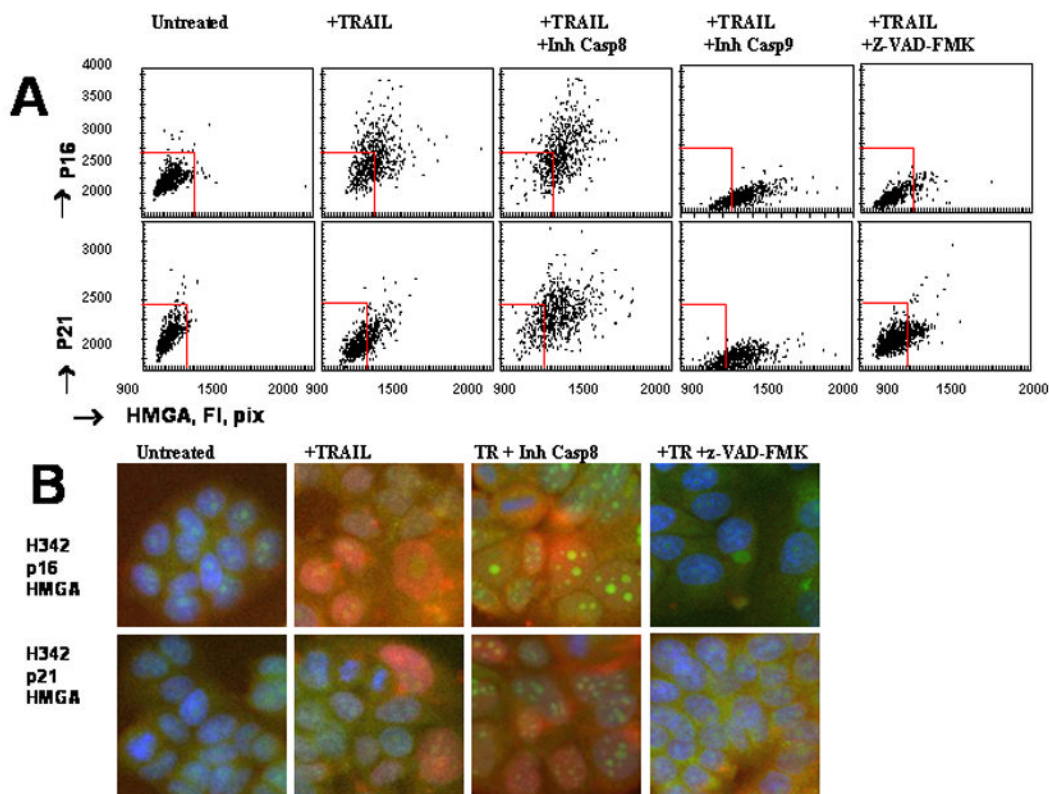 Untreated +TRAIL +TRAIL +TRAIL +TRAIL
+Inh Casp8 +Inh Casp9 +Z-VAD-FMK
A
4000
3500
3000
2500
2000
→ P16
3000
2500
2000
→ P21
900 1500 2000 900 1500 2000 900 1500 2000 900 1500 2000 900 1500 2000
→ HMGA, FI, pix
Untreated +TRAIL TR + Inh Casp8 +TR +z-VAD-FMK
B
H342
p16
HMGA
H342
p21
HMGA